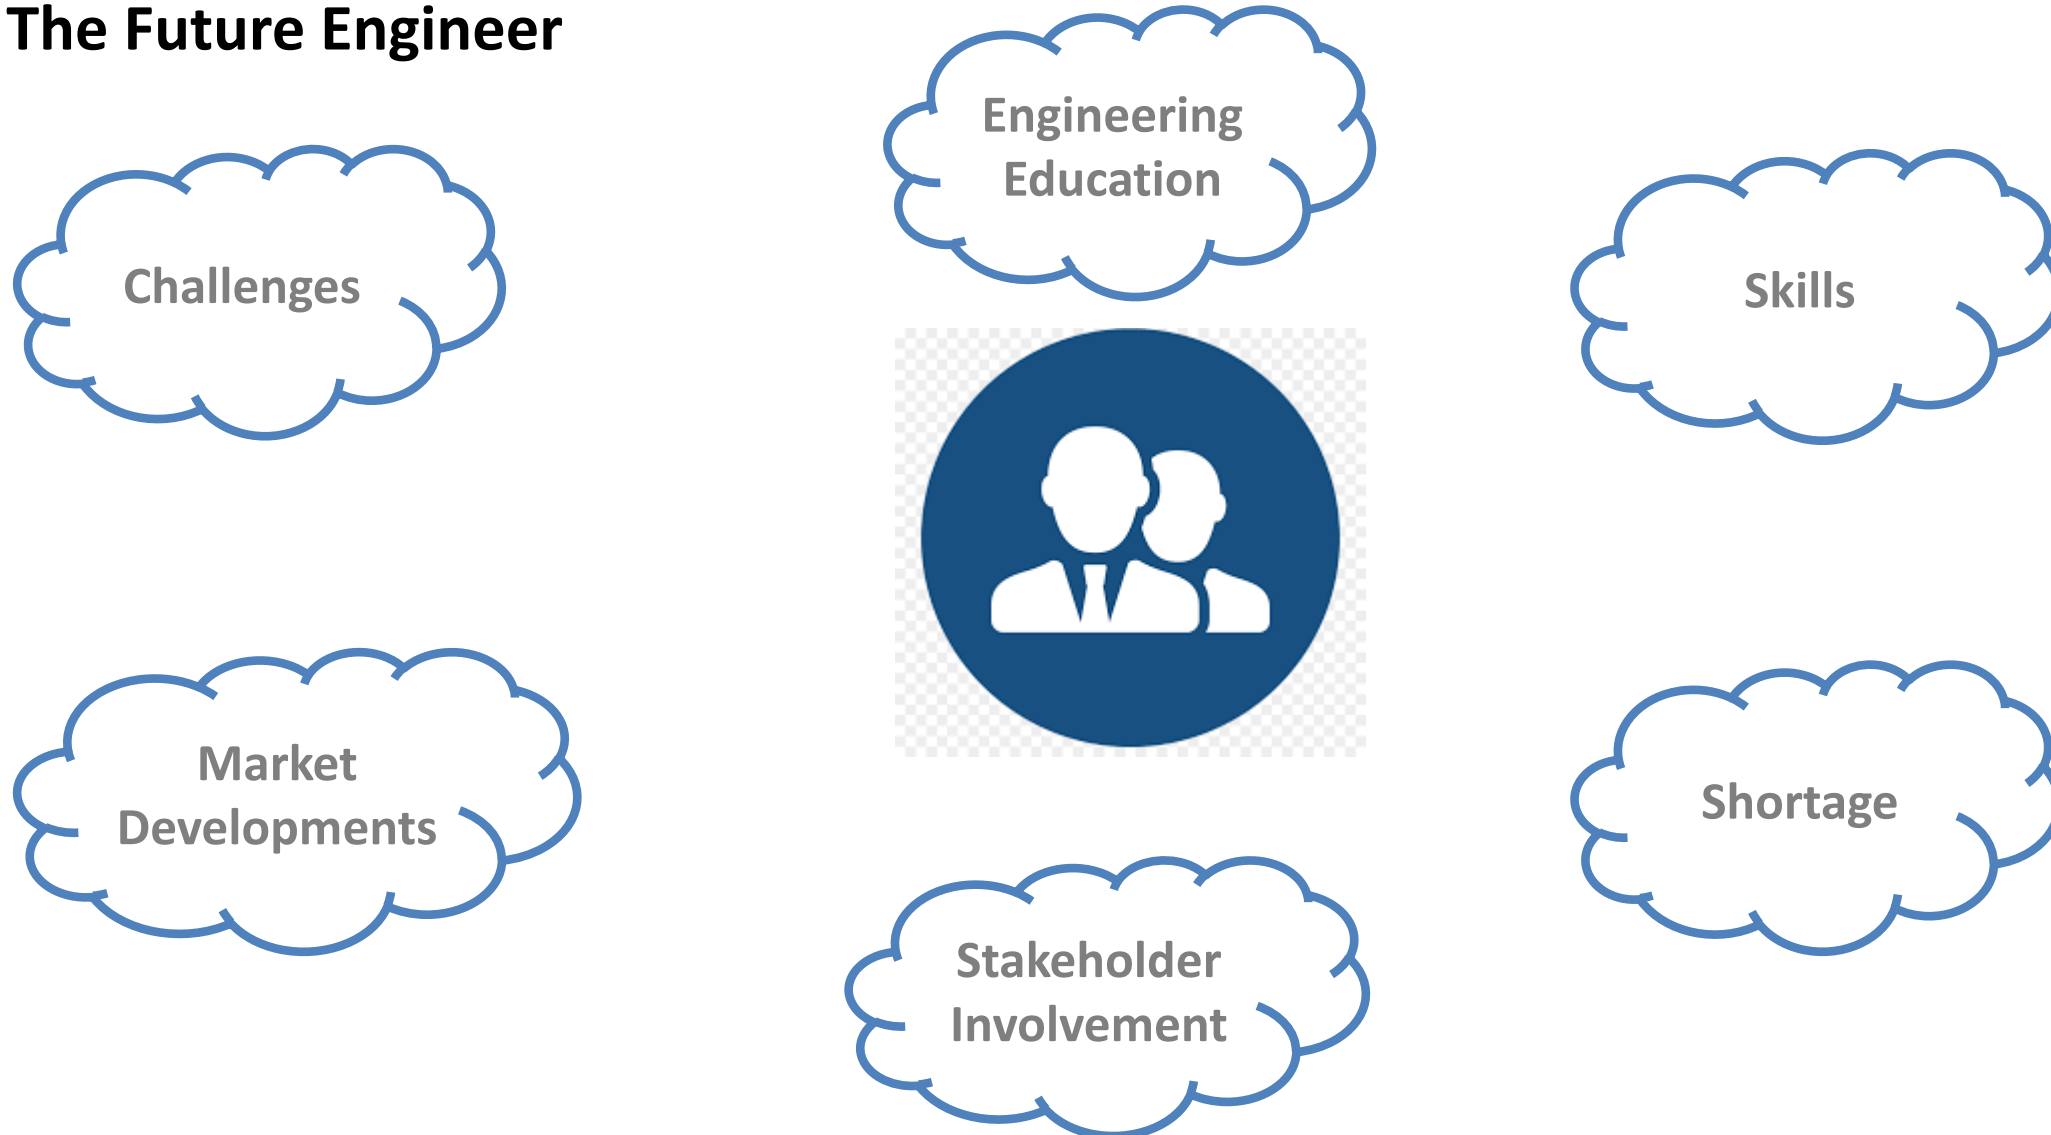 The Future Engineer
Engineering
Education
Challenges
Skills
Market
Developments
Shortage
Stakeholder
Involvement